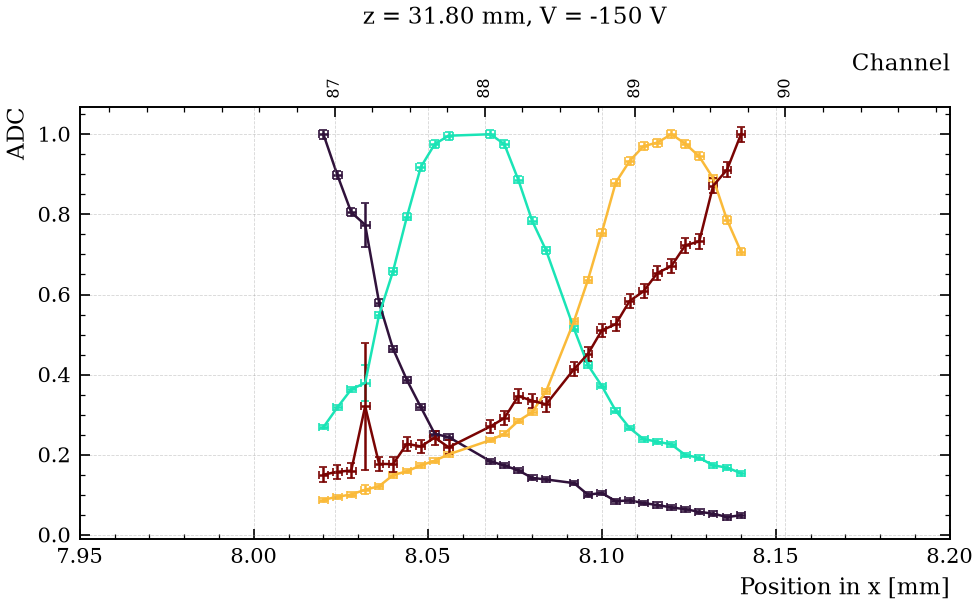 z = 31.80 mm, V = -150 V
Channel
87 88 89 90
ADC
1.0
0.8
0.6
0.4
0.2
0.0
7.95 8.00 8.05 8.10 8.15 8.20
Position in x [mm]